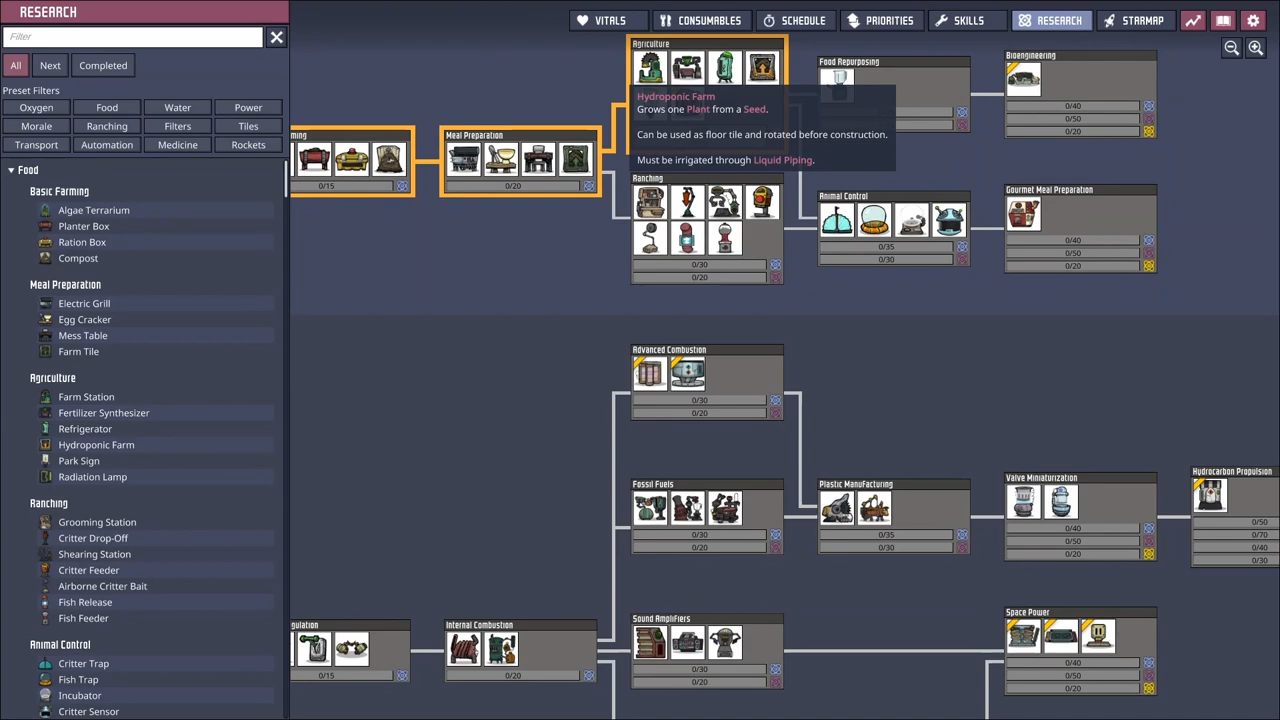 RESEARCH
VITALS
CONSUMABLES
SCHEDULE
PRIORITIES
SKILLS
RESEARCH
STARMAP
Filter
All
Next
Completed
Preset Filters
Oxygen
Food
Water
Power
Morale
Ranching
Filters
Tiles
Transport
Automation
Medicine
Rockets
Food
Basic Farming
Algae Terrarium
Planter Box
Ration Box
Compost
Meal Preparation
Electric Grill
Egg Cracker
Mess Table
Farm Tile
Agriculture
Farm Station
Fertilizer Synthesizer
Refrigerator
Hydroponic Farm
Park Sign
Radiation Lamp
Ranching
Grooming Station
Critter Drop-Off
Shearing Station
Critter Feeder
Airborne Critter Bait
Fish Release
Fish Feeder
Animal Control
Critter Trap
Fish Trap
Incubator
Critter Sensor
ming
0/15
Meal Preparation
0/20
Agriculture
Hydroponic Farm
Grows one Plant from a Seed.
Can be used as floor tile and rotated before construction.
Must be irrigated through Liquid Piping.
Food Repurposing
Bioengineering
0/40
0/50
0/20
Ranching
0/30
0/20
Animal Control
0/35
0/30
Gourmet Meal Preparation
0/40
0/50
0/20
Advanced Combustion
0/30
0/20
Fossil Fuels
0/30
0/20
Plastic Manufacturing
0/35
0/30
Valve Miniaturization
0/40
0/50
0/20
Hydrocarbon Propulsion
0/50
0/70
0/40
0/30
gulation
0/15
Internal Combustion
0/20
Sound Amplifiers
0/30
0/20
Space Power
0/40
0/50
0/20